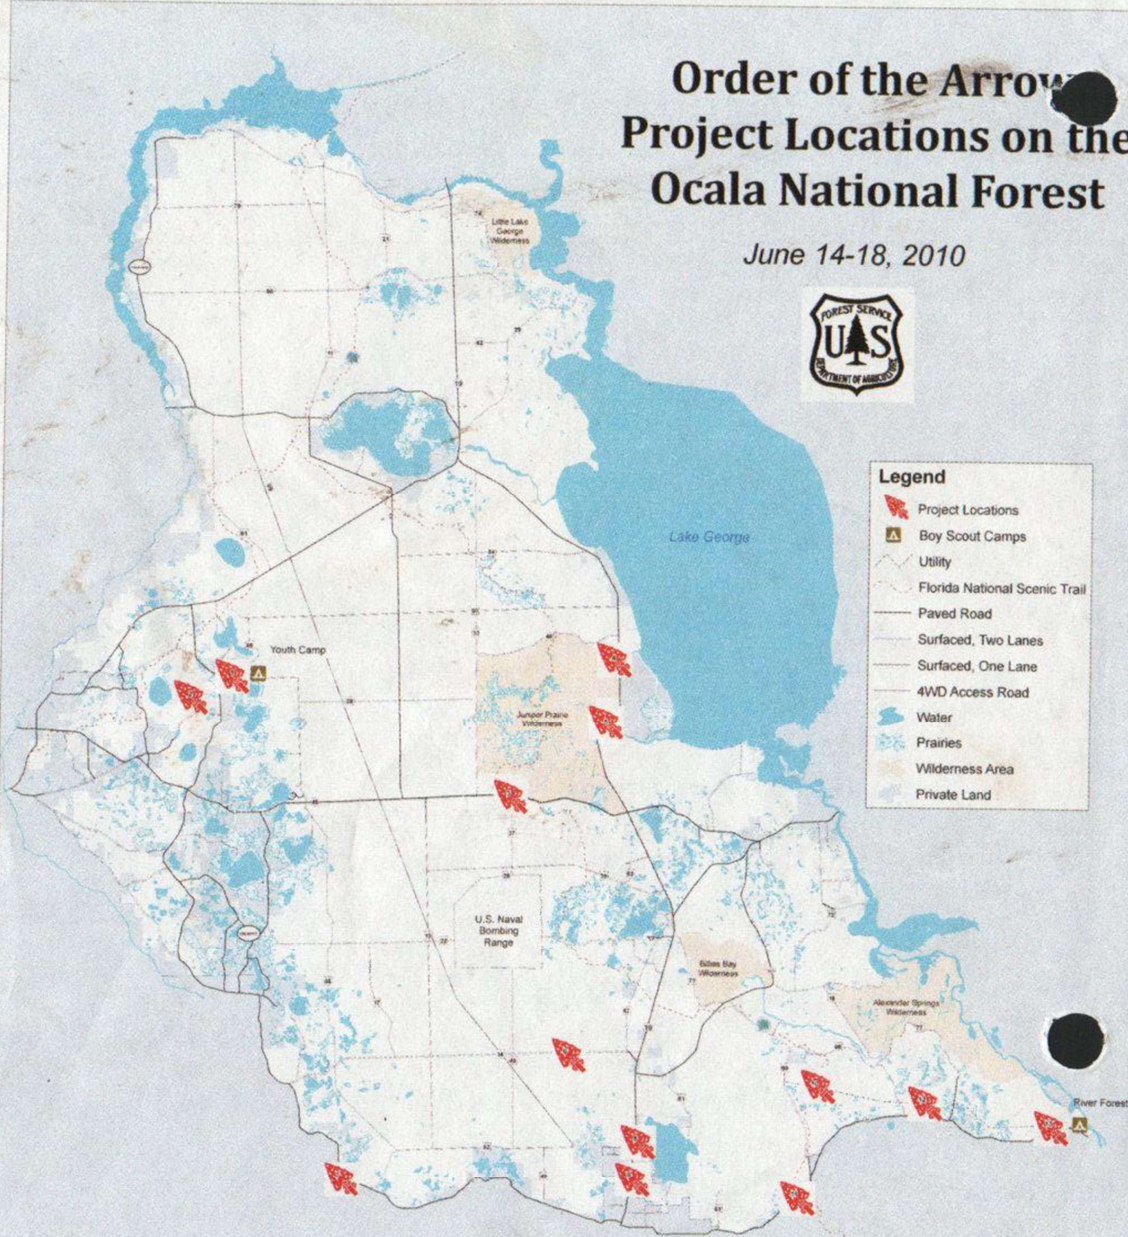 Order of the Arrow
Project Locations on the
Ocala National Forest
June 14-18, 2010
FOREST SERVICE
U S
DEPARTMENT OF AGRICULTURE
Little Lake
George
Wilderness
Legend
Project Locations
Boy Scout Camps
Utility
Florida National Scenic Trail
Paved Road
Surfaced, Two Lanes
Surfaced, One Lane
4WD Access Road
Water
Prairies
Wilderness Area
Private Land
Lake George
Youth Camp
Juniper Prairie
Wilderness
U.S. Naval
Bombing
Range
Billies Bay
Wilderness
Alexander Springs
Wilderness
River Forest